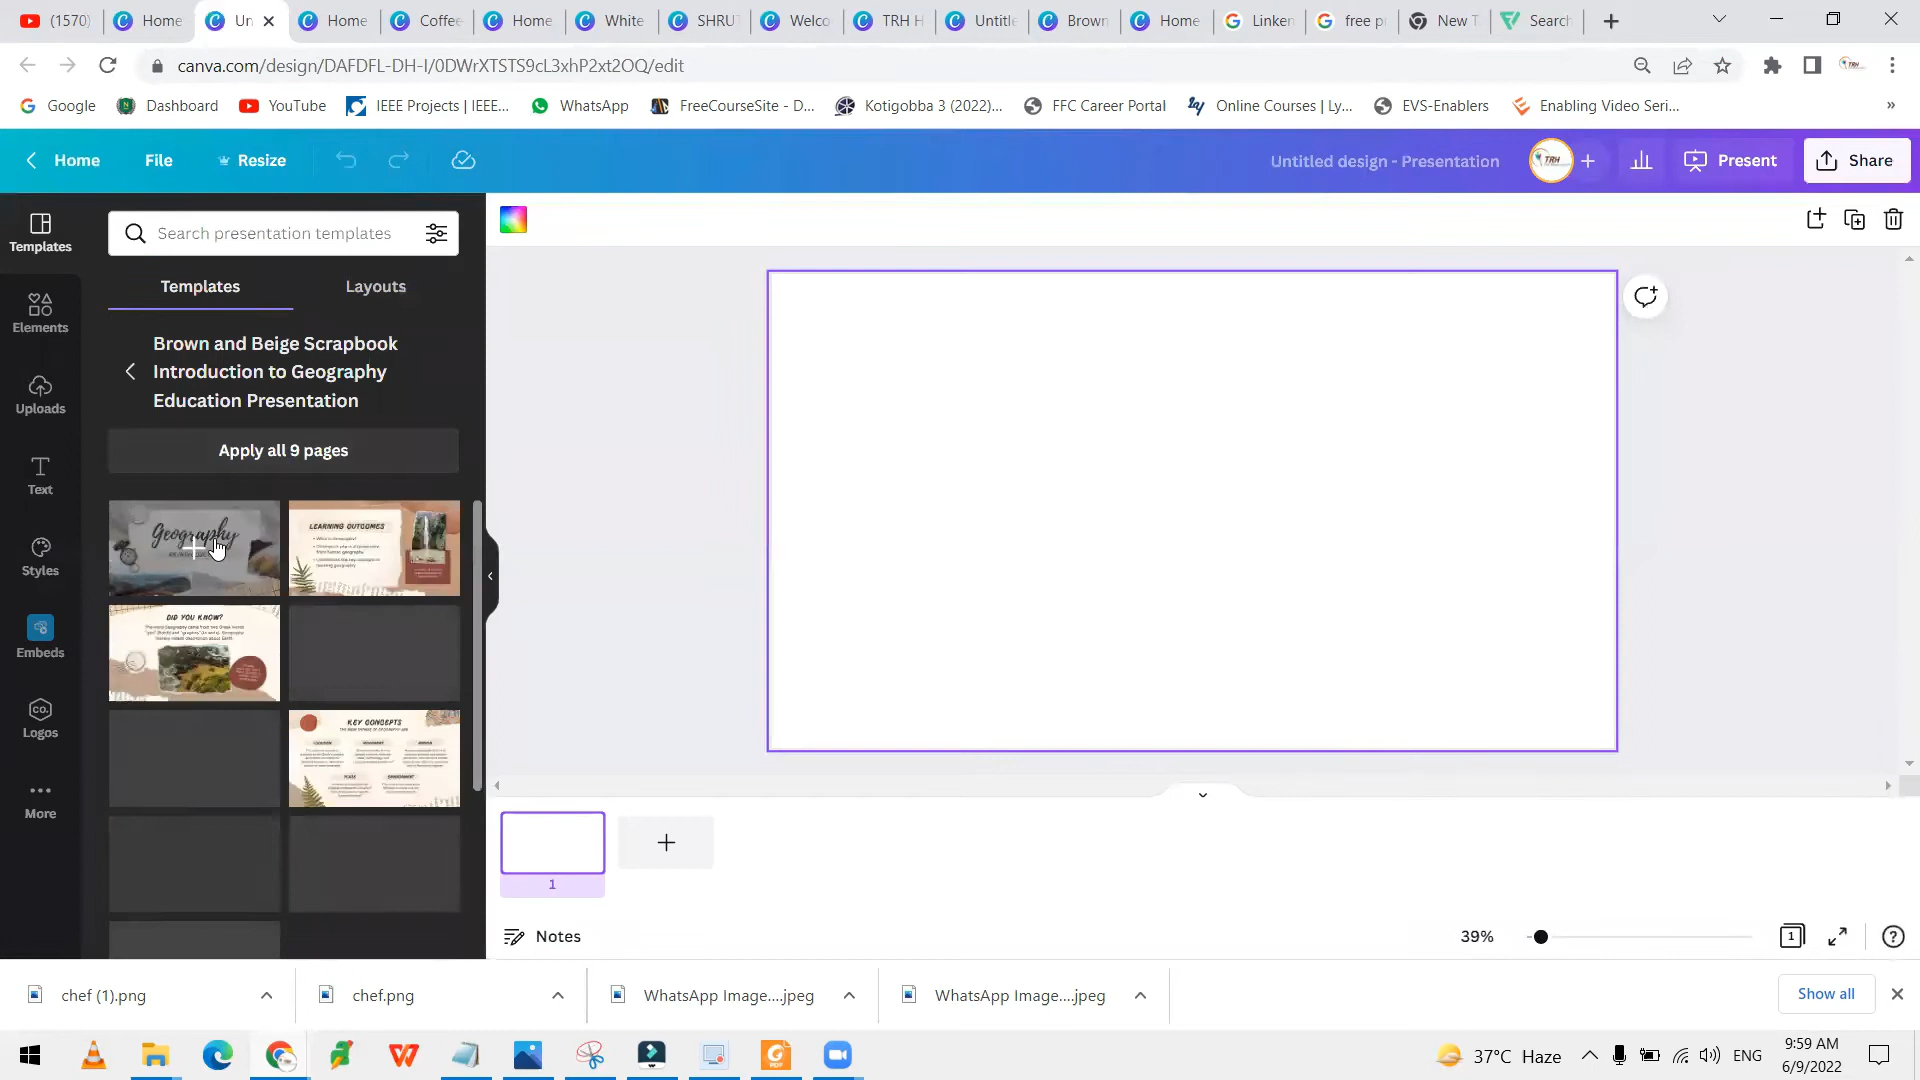 (1570)
Home
Un
Home
Coffee
Home
White
SHRU
Welco
TRH H
Untitle
Brown
Home
Linken
free p
New T
Search
canva.com/design/DAFDFL-DH-I/0DWrXTSTS9cL3xhP2xt2OQ/edit
Google
Dashboard
YouTube
IEEE Projects | IEEE...
WhatsApp
FreeCourseSite - D...
Kotigobba 3 (2022)...
FFC Career Portal
Online Courses | Ly...
EVS-Enablers
Enabling Video Seri...
Home
File
Resize
Untitled design - Presentation
TRH
Present
Share
Templates
Elements
Uploads
Text
Styles
Embeds
CO.
Logos
More
Search presentation templates
Templates
Layouts
Brown and Beige Scrapbook
Introduction to Geography
Education Presentation
Apply all 9 pages
Geography
LEARNING OUTCOMES
DID YOU KNOW?
KEY CONCEPTS
1
Notes
39%
1
chef (1).png
chef.png
WhatsApp Image....jpeg
WhatsApp Image....jpeg
Show all
37°C Haze
ENG
9:59 AM
6/9/2022